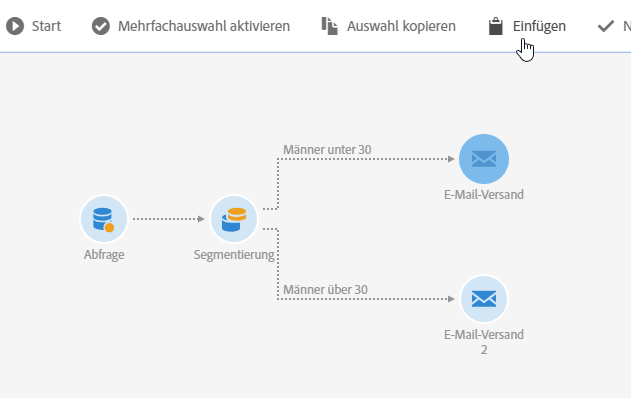 Start Mehrfachauswahl aktivieren Auswahl kopieren Einfügen N
Männer unter 30
E-Mail-Versand
Abfrage
Segmentierung
Männer über 30
E-Mail-Versand
2